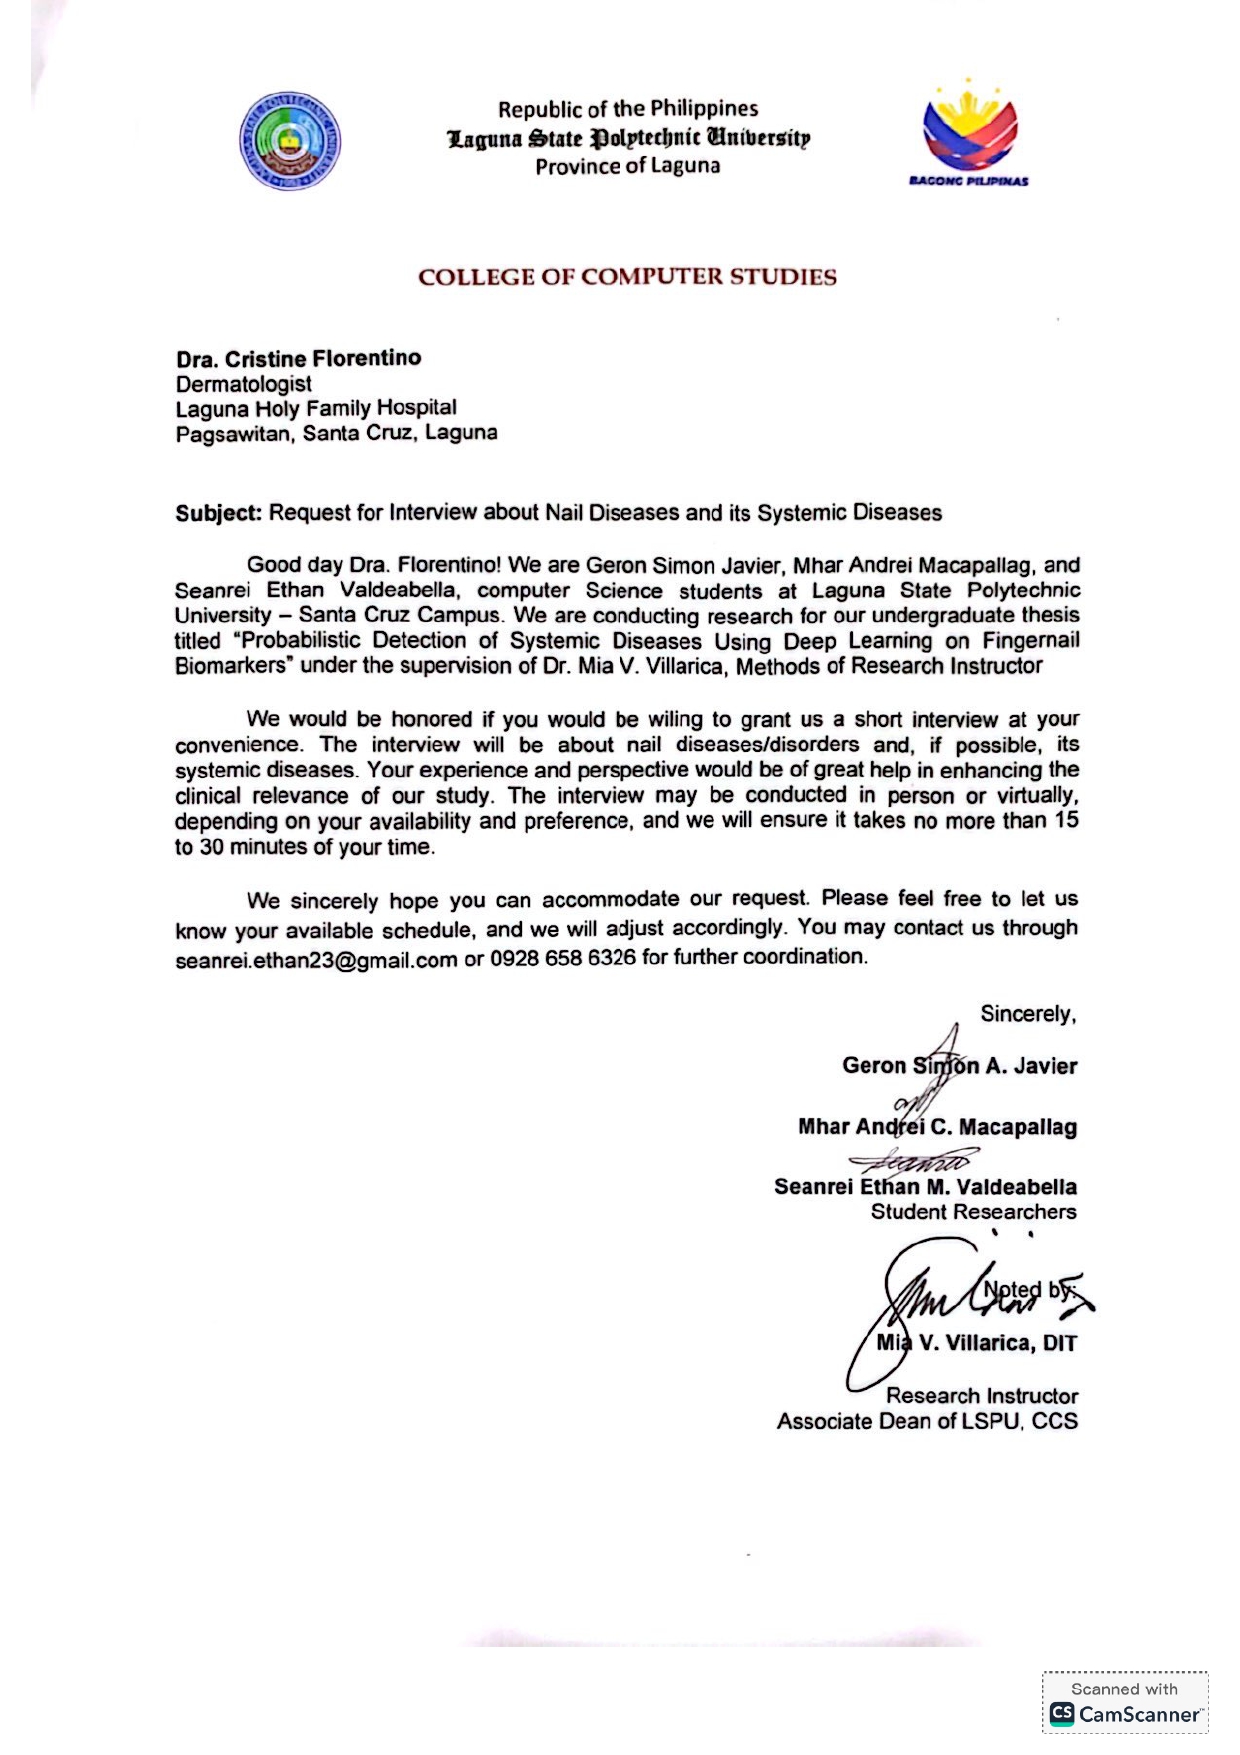 Republic of the Philippines
Laguna State Polytechnic University
Province of Laguna
BAGONG PILIPINAS
COLLEGE OF COMPUTER STUDIES
Dra. Cristine Florentino
Dermatologist
Laguna Holy Family Hospital
Pagsawitan, Santa Cruz, Laguna
Subject: Request for Interview about Nail Diseases and its Systemic Diseases
Good day Dra. Florentino! We are Geron Simon Javier, Mhar Andrei Macapallag, and
Seanrei Ethan Valdeabella, computer Science students at Laguna State Polytechnic
University – Santa Cruz Campus. We are conducting research for our undergraduate thesis
titled “Probabilistic Detection of Systemic Diseases Using Deep Learning on Fingernail
Biomarkers” under the supervision of Dr. Mia V. Villarica, Methods of Research Instructor
We would be honored if you would be wiling to grant us a short interview at your
convenience. The interview will be about nail diseases/disorders and, if possible, its
systemic diseases. Your experience and perspective would be of great help in enhancing the
clinical relevance of our study. The interview may be conducted in person or virtually,
depending on your availability and preference, and we will ensure it takes no more than 15
to 30 minutes of your time.
We sincerely hope you can accommodate our request. Please feel free to let us
know your available schedule, and we will adjust accordingly. You may contact us through
seanrei.ethan23@gmail.com or 0928 658 6326 for further coordination.
Sincerely,
Geron Simon A. Javier
Mhar Andrei C. Macapallag
Seanrei Ethan M. Valdeabella
Student Researchers
Noted by:
Mia V. Villarica, DIT
Research Instructor
Associate Dean of LSPU, CCS
Scanned with
CS CamScanner